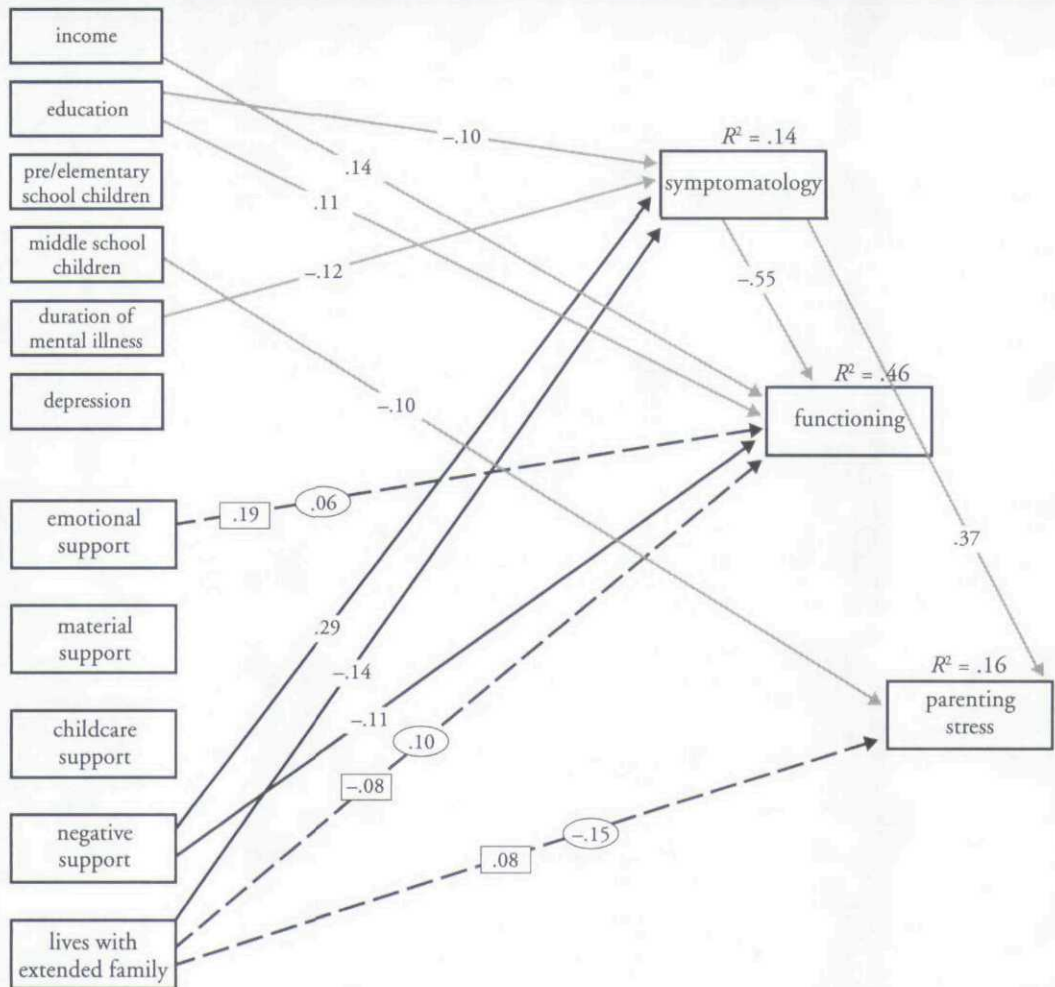 income
education
pre/elementary
school children
middle school
children
duration of
mental illness
depression
emotional
support
material
support
childcare
support
negative
support
lives with
extended family
–.10
.14
.11
–.12
–.10
.19
.06
.29
–.14
–.11
.10
–.08
.08
–.15
R² = .14
symptomatology
–.55
R² = .46
functioning
.37
R² = .16
parenting
stress